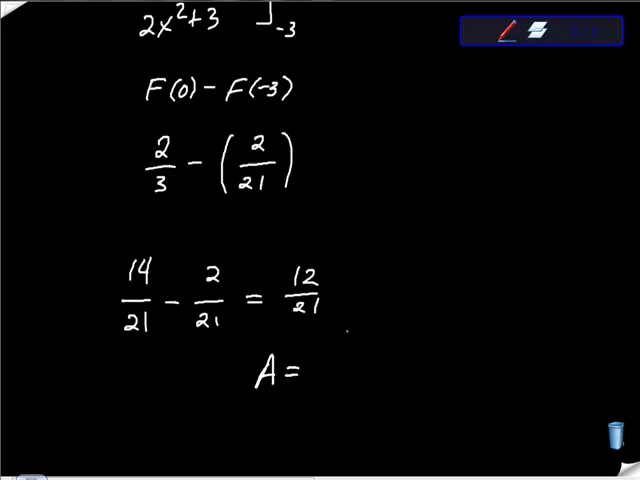 2x²+3 ]₋₃
F(0) − F(−3)
2/3 − (2/21)
14/21 − 2/21 = 12/21
A =